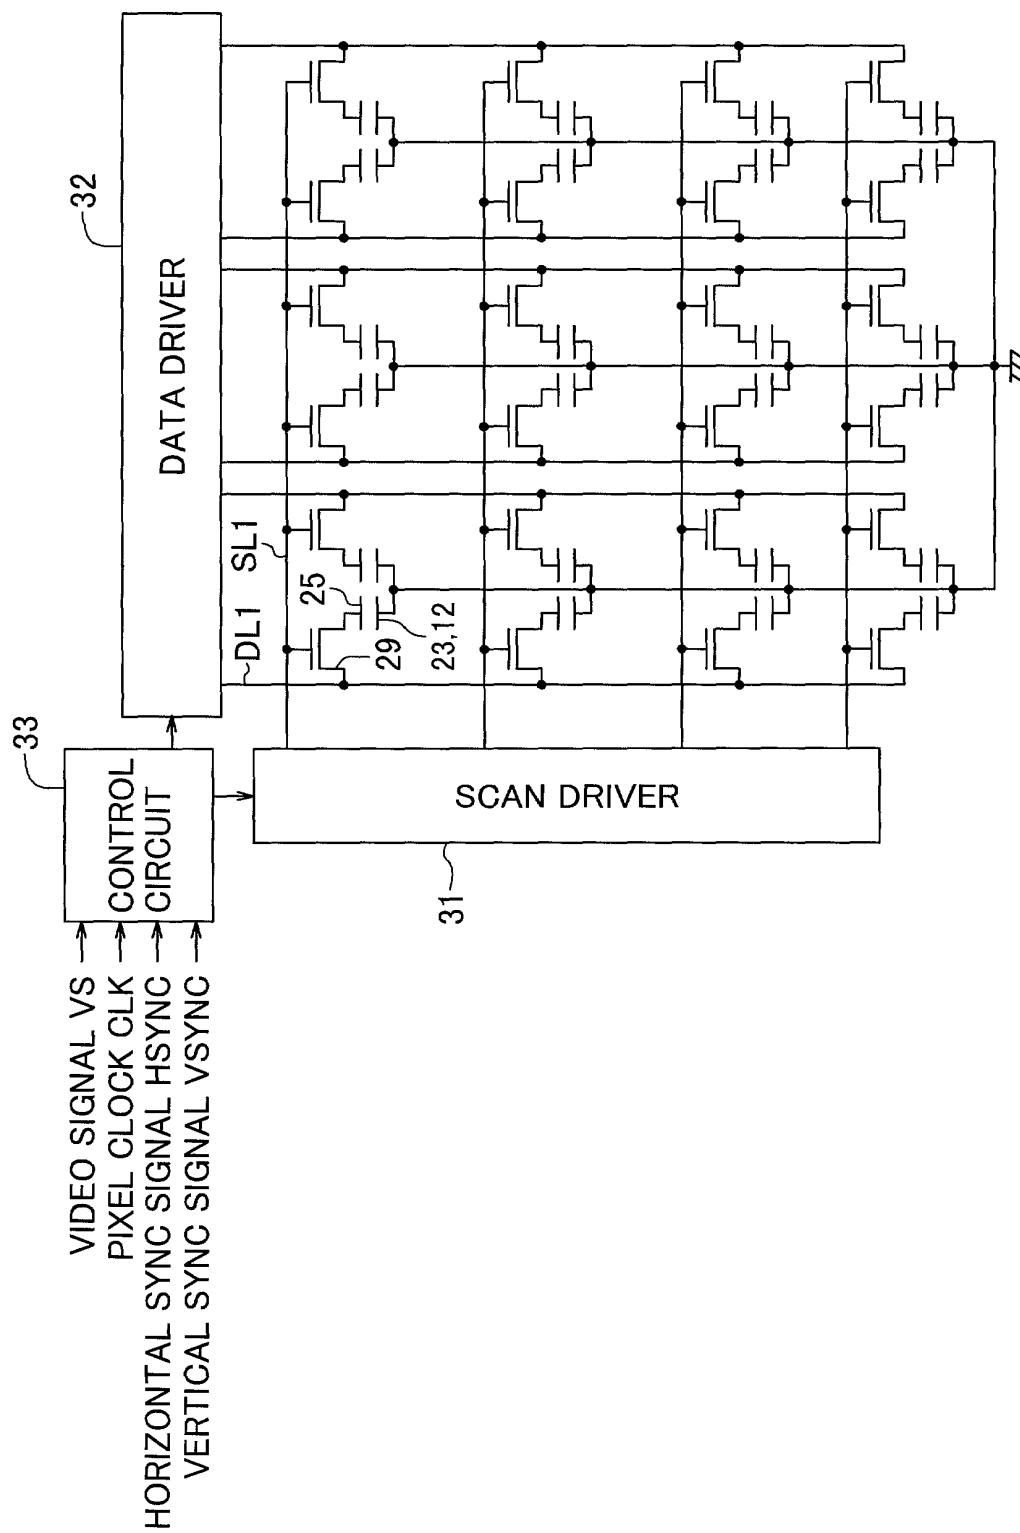 32
DATA DRIVER
33
CONTROL
CIRCUIT
VIDEO SIGNAL VS
PIXEL CLOCK CLK
HORIZONTAL SYNC SIGNAL HSYNC
VERTICAL SYNC SIGNAL VSYNC
DL1
SL1
25
29
23,12
SCAN DRIVER
31